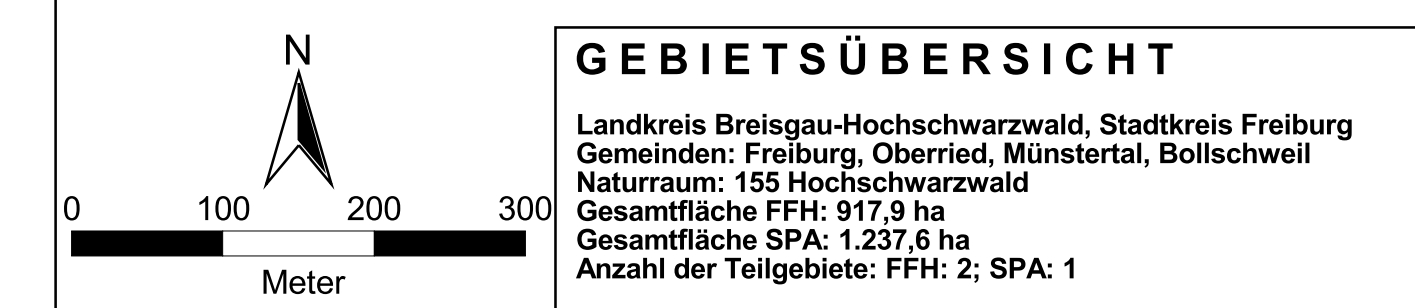 N
0 100 200 300
Meter
GEBIETSÜBERSICHT
Landkreis Breisgau-Hochschwarzwald, Stadtkreis Freiburg
Gemeinden: Freiburg, Oberried, Münstertal, Bollschweil
Naturraum: 155 Hochschwarzwald
Gesamtfläche FFH: 917,9 ha
Gesamtfläche SPA: 1.237,6 ha
Anzahl der Teilgebiete: FFH: 2; SPA: 1